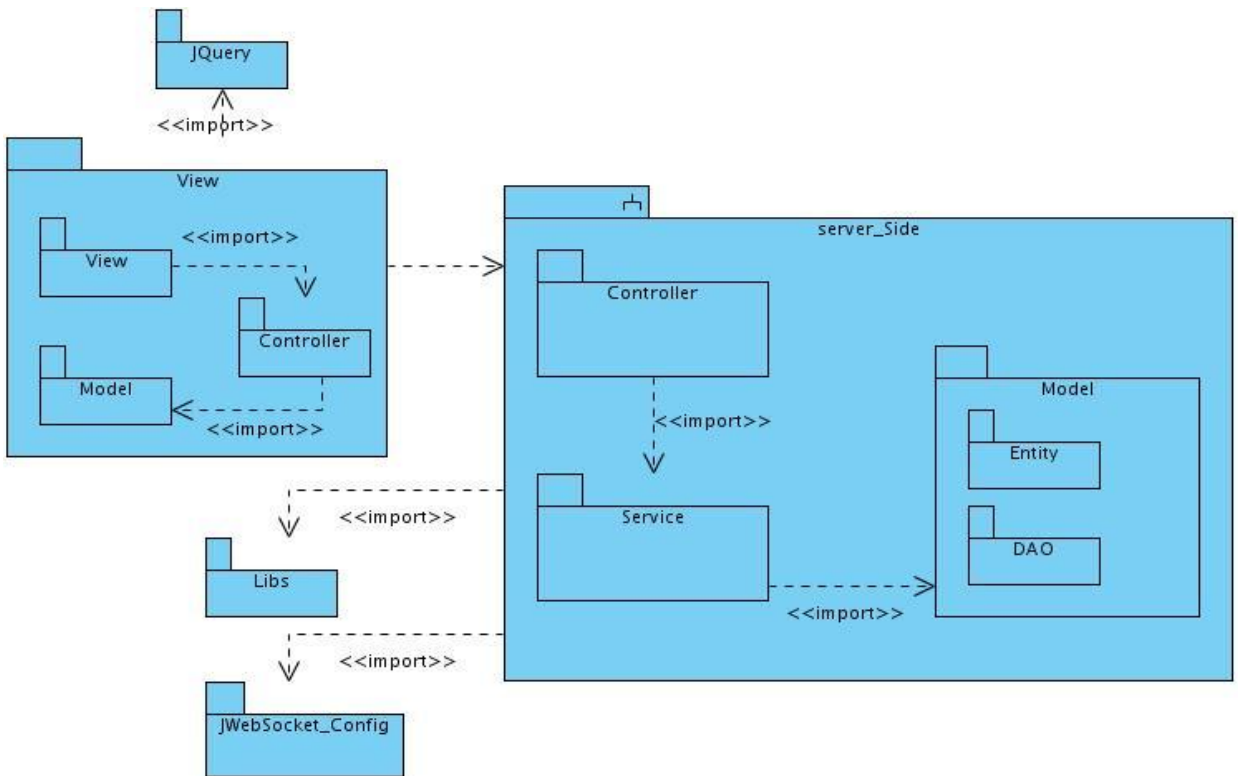 JQuery
<<import>>
View
View
<<import>>
Controller
Model
<<import>>
server_Side
Controller
<<import>>
Service
Model
Entity
DAO
<<import>>
<<import>>
Libs
<<import>>
JWebSocket_Config